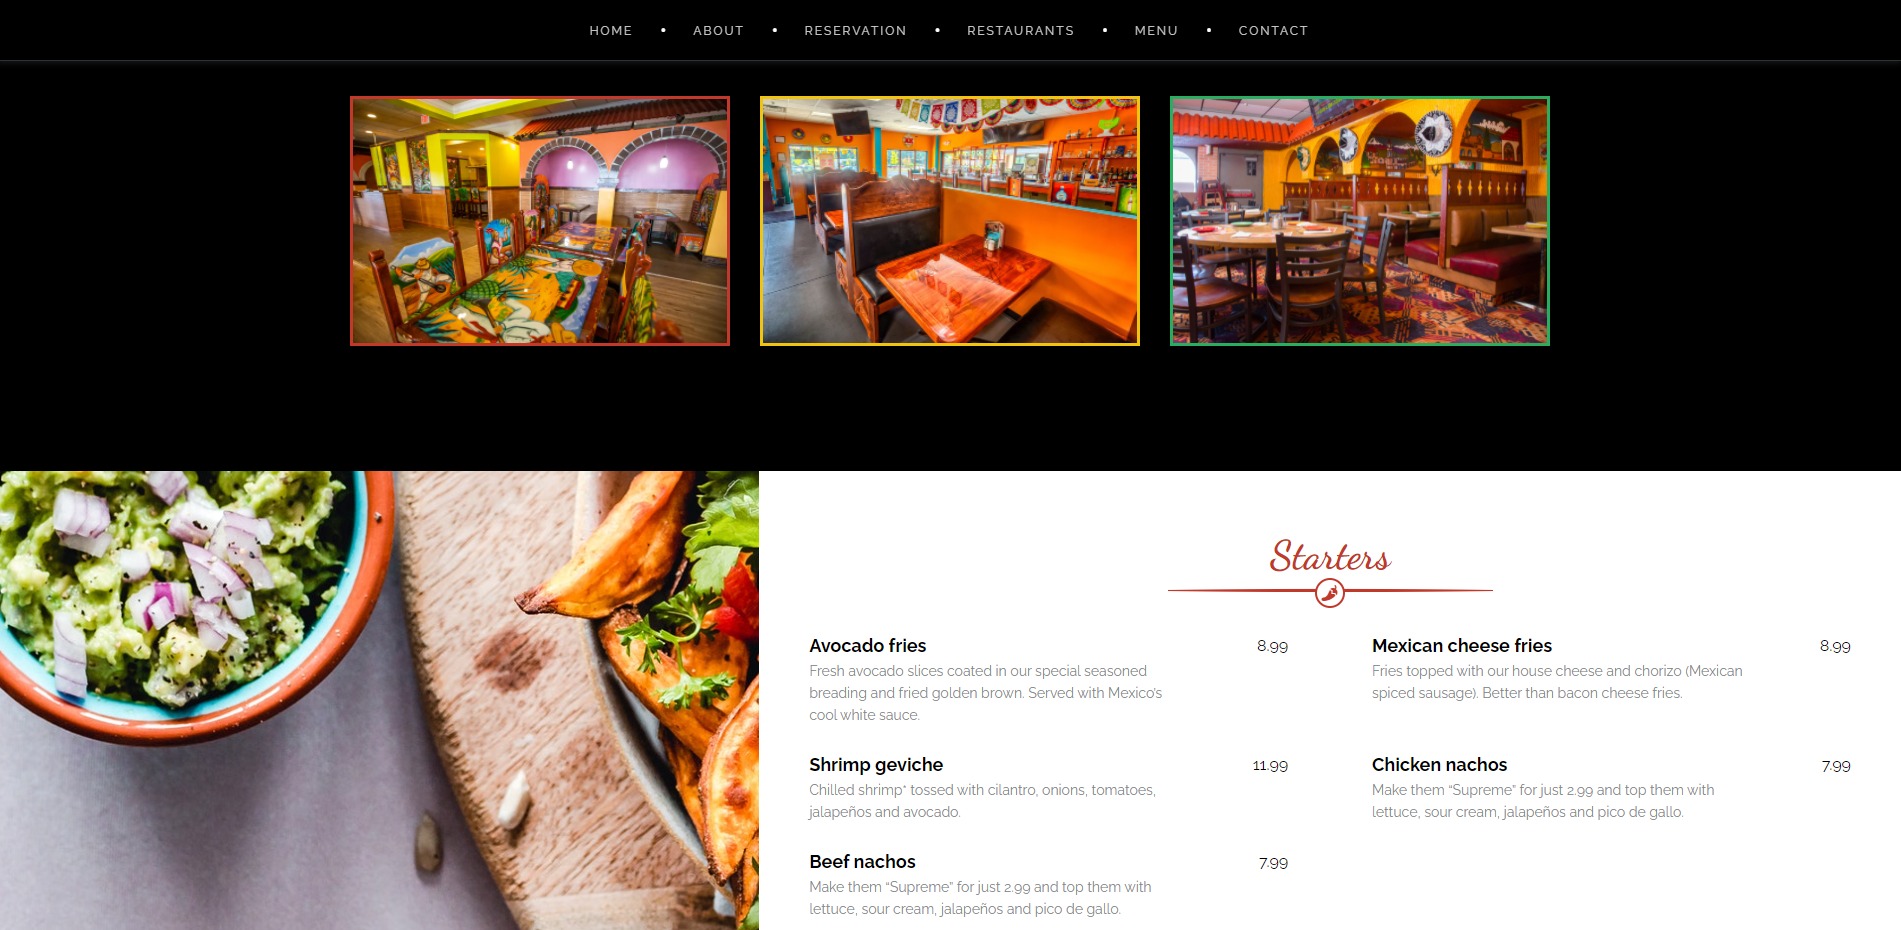 HOME • ABOUT • RESERVATION • RESTAURANTS • MENU • CONTACT
Starters
Avocado fries 8.99
Fresh avocado slices coated in our special seasoned
breading and fried golden brown. Served with Mexico's
cool white sauce.
Shrimp geviche 11.99
Chilled shrimp* tossed with cilantro, onions, tomatoes,
jalapeños and avocado.
Beef nachos 7.99
Make them “Supreme” for just 2.99 and top them with
lettuce, sour cream, jalapeños and pico de gallo.
Mexican cheese fries 8.99
Fries topped with our house cheese and chorizo (Mexican
spiced sausage). Better than bacon cheese fries.
Chicken nachos 7.99
Make them “Supreme” for just 2.99 and top them with
lettuce, sour cream, jalapeños and pico de gallo.